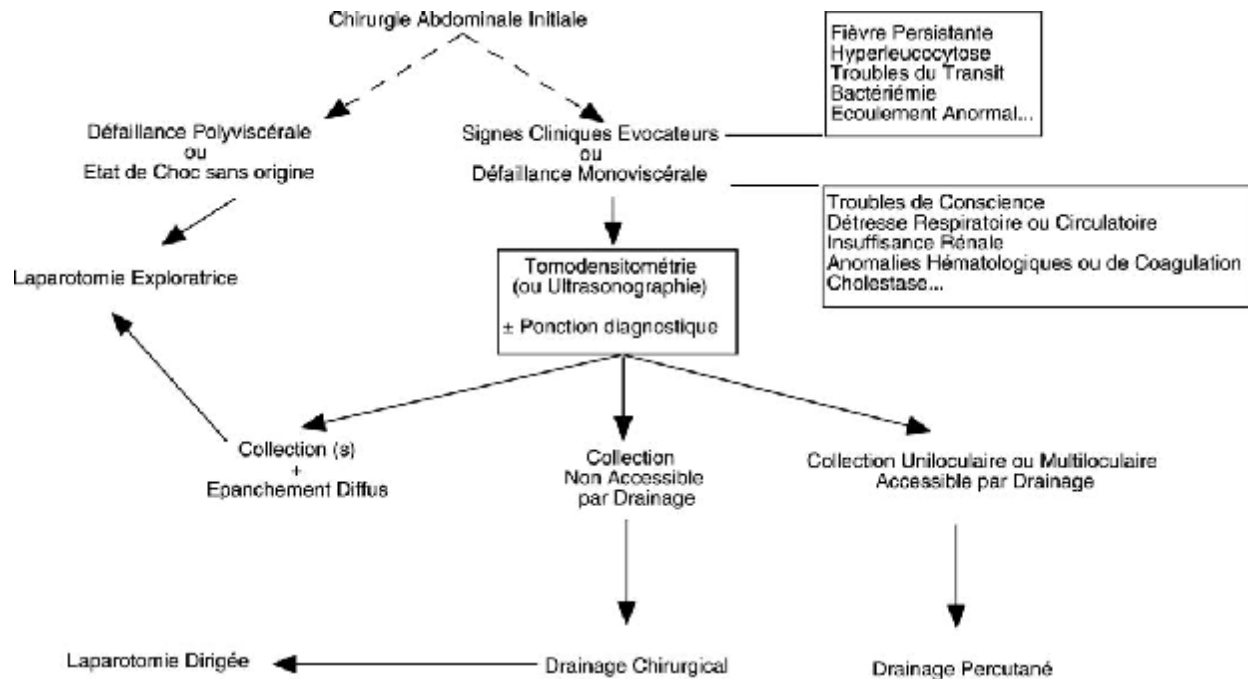 Chirurgie Abdominale Initiale
Fièvre Persistante
Hyperleucocytose
Troubles du Transit
Bactériémie
Ecoulement Anormal...
Défaillance Polyviscérale
ou
Etat de Choc sans origine
Signes Cliniques Evocateurs
ou
Défaillance Monoviscérale
Troubles de Conscience
Détresse Respiratoire ou Circulatoire
Insuffisance Rénale
Anomalies Hématologiques ou de Coagulation
Cholestase...
Laparotomie Exploratrice
Tomodensitométrie
(ou Ultrasonographie)
± Ponction diagnostique
Collection (s)
+
Epanchement Diffus
Collection
Non Accessible
par Drainage
Collection Uniloculaire ou Multiloculaire
Accessible par Drainage
Laparotomie Dirigée
Drainage Chirurgical
Drainage Percutané